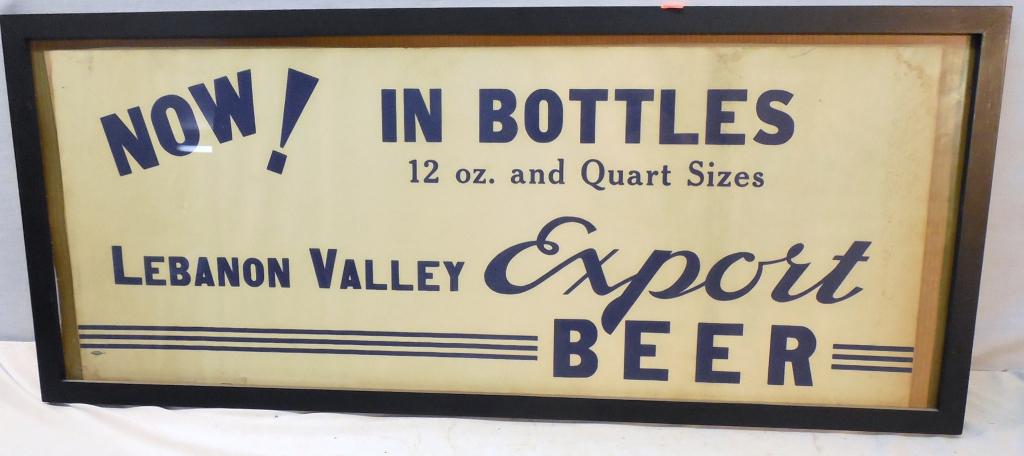 NOW! IN BOTTLES
12 oz. and Quart Sizes
LEBANON VALLEY Export
BEER